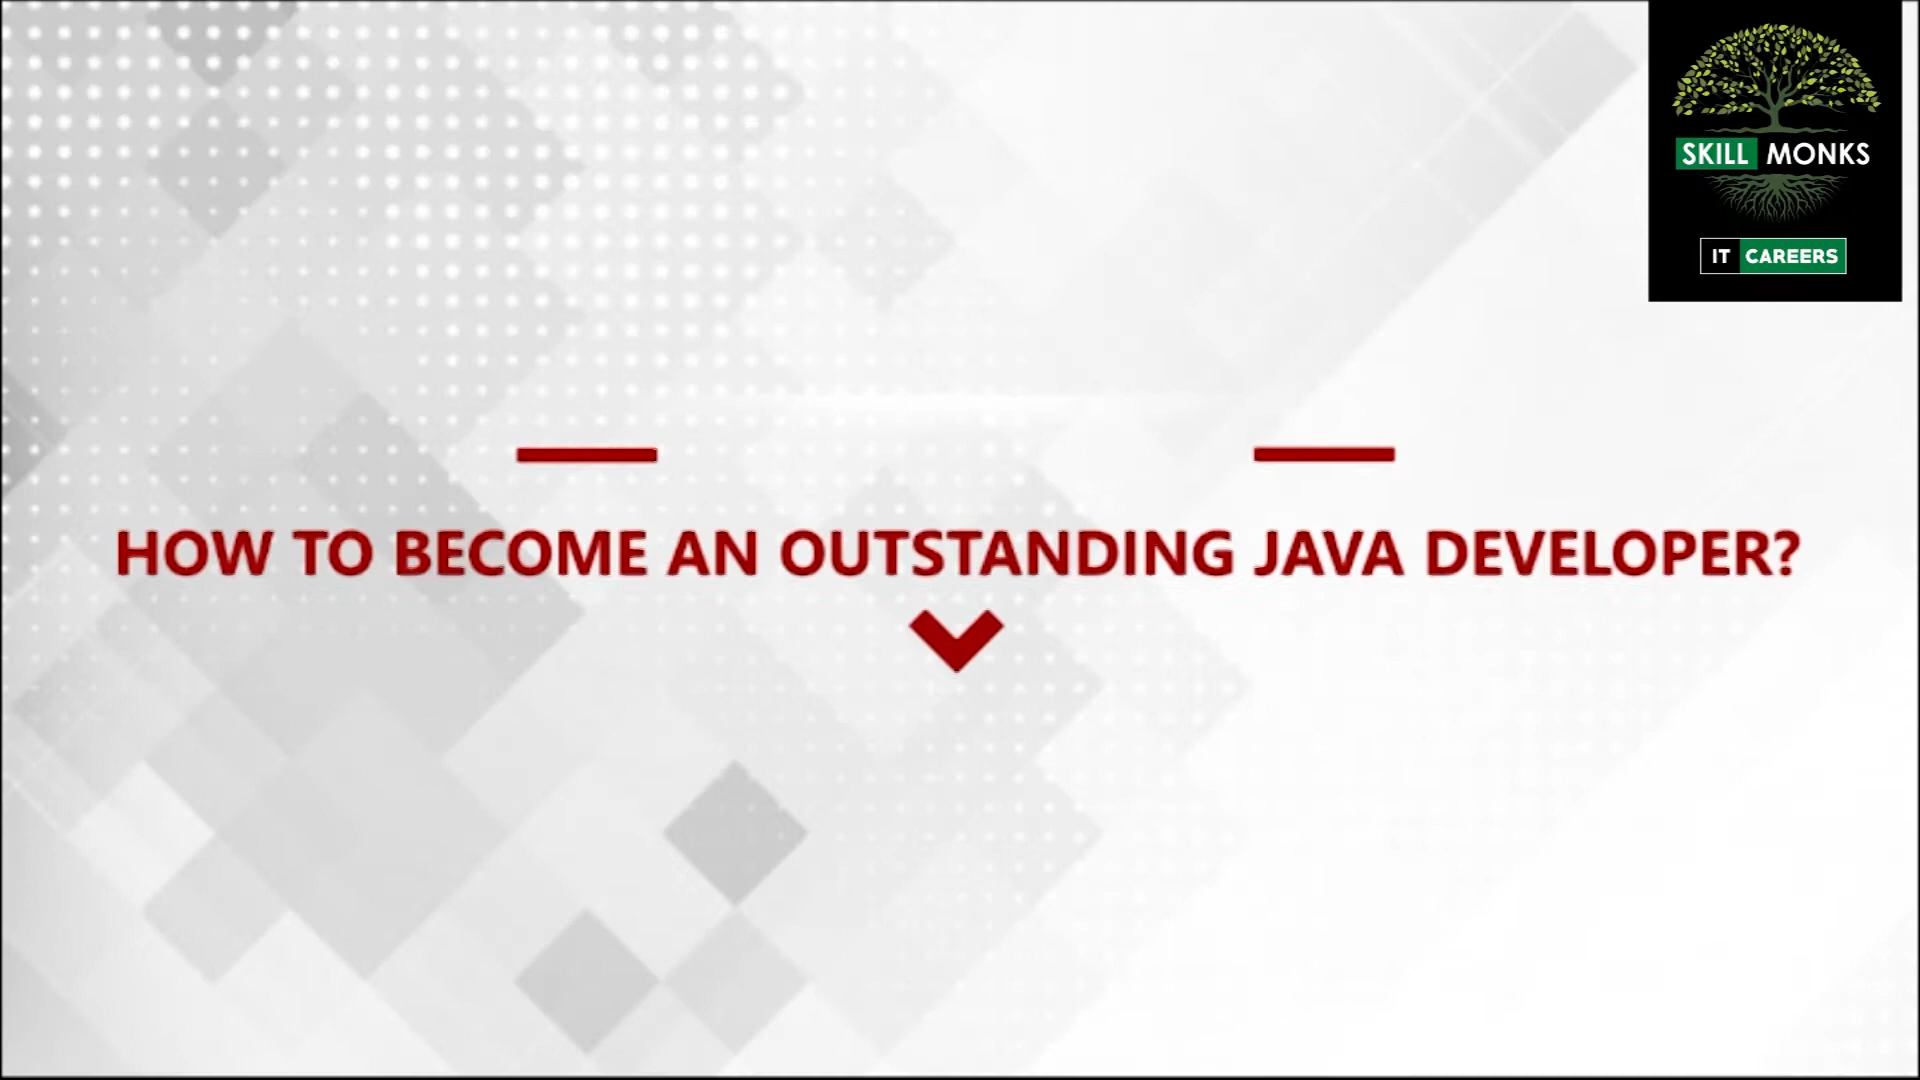 SKILL MONKS
IT CAREERS
HOW TO BECOME AN OUTSTANDING JAVA DEVELOPER?